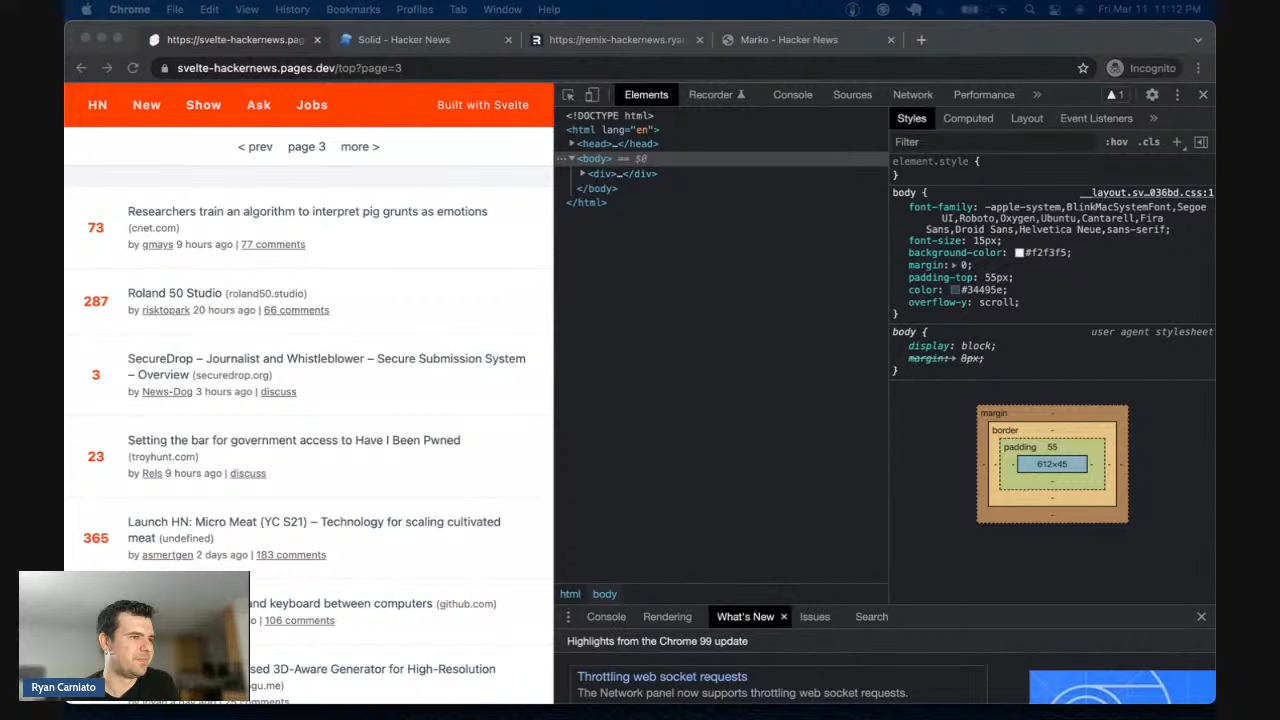 Chrome File Edit View History Bookmarks Profiles Tab Window Help Fri Mar 11 11:12 PM
https://svelte-hackernews.pag Solid - Hacker News https://remix-hackernews.rya Marko - Hacker News
svelte-hackernews.pages.dev/top?page=3 Incognito
HN New Show Ask Jobs Built with Svelte
< prev page 3 more >
73
Researchers train an algorithm to interpret pig grunts as emotions
(cnet.com)
by gmays 9 hours ago | 77 comments
287
Roland 50 Studio (roland50.studio)
by risktopark 20 hours ago | 66 comments
3
SecureDrop – Journalist and Whistleblower – Secure Submission System
– Overview (securedrop.org)
by News-Dog 3 hours ago | discuss
23
Setting the bar for government access to Have I Been Pwned
(troyhunt.com)
by Rels 9 hours ago | discuss
365
Launch HN: Micro Meat (YC S21) – Technology for scaling cultivated
meat (undefined)
by asmertgen 2 days ago | 183 comments
and keyboard between computers (github.com)
o | 106 comments
sed 3D-Aware Generator for High-Resolution
gu.me)
Ryan Carniato
Elements Recorder Console Sources Network Performance » 1
<!DOCTYPE html>
<html lang="en">
<head>…</head>
<body> == $0
<div>…</div>
</body>
</html>
html body
Styles Computed Layout Event Listeners »
Filter :hov .cls +
element.style {
}
body { __layout.sv…036bd.css:1
font-family: -apple-system,BlinkMacSystemFont,Segoe
UI,Roboto,Oxygen,Ubuntu,Cantarell,Fira
Sans,Droid Sans,Helvetica Neue,sans-serif;
font-size: 15px;
background-color: #f2f3f5;
margin: 0;
padding-top: 55px;
color: #34495e;
overflow-y: scroll;
}
body { user agent stylesheet
display: block;
margin: 8px;
}
margin -
border -
padding 55
612×45
Console Rendering What's New Issues Search
Highlights from the Chrome 99 update
Throttling web socket requests
The Network panel now supports throttling web socket requests.